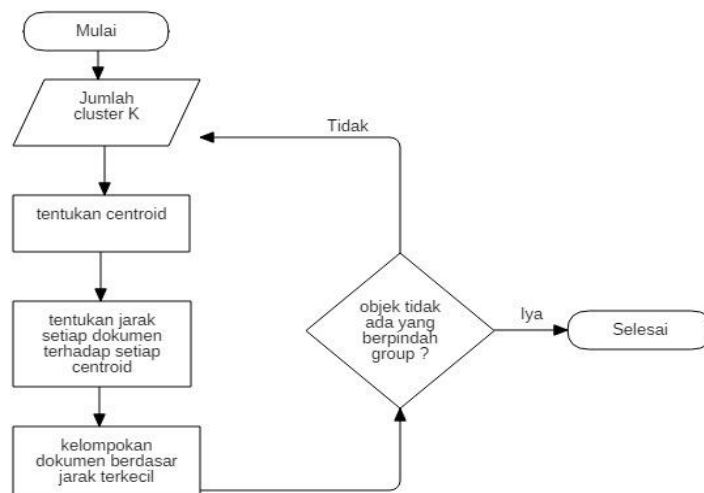 Mulai
Jumlah
cluster K
Tidak
tentukan centroid
tentukan jarak
setiap dokumen
terhadap setiap
centroid
kelompokan
dokumen berdasar
jarak terkecil
objek tidak
ada yang
berpindah
group ?
Iya
Selesai